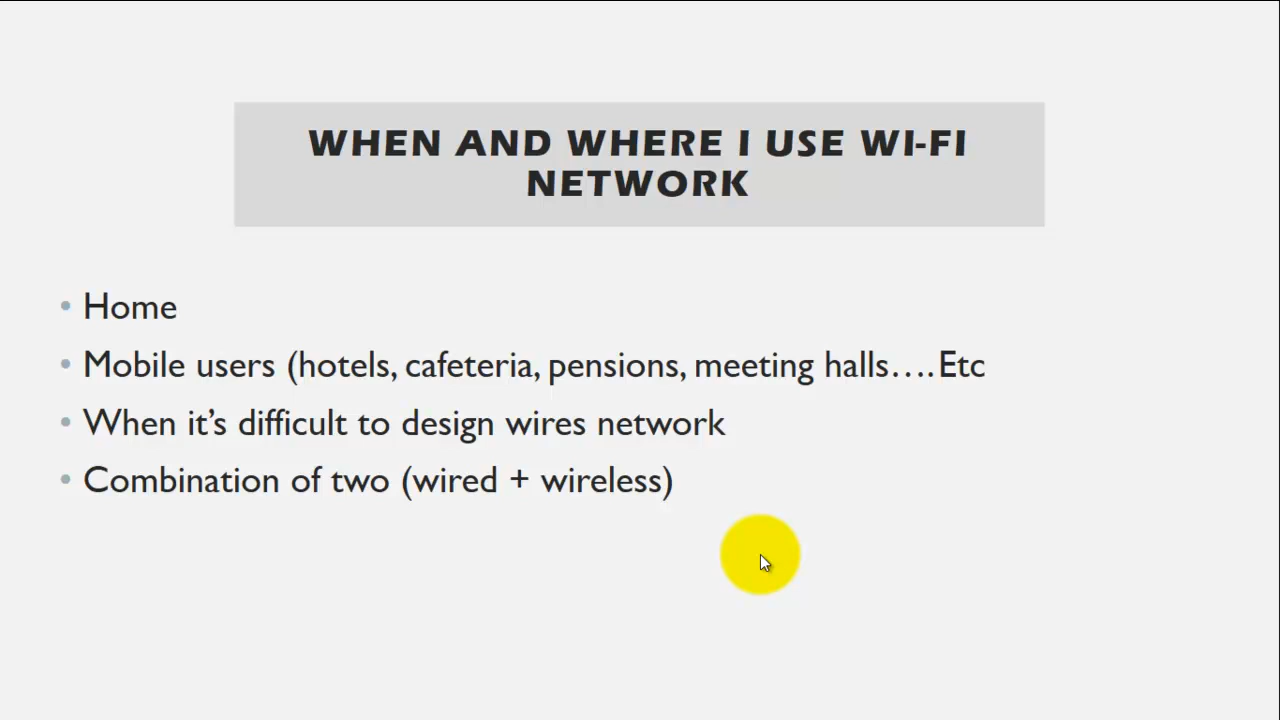 WHEN AND WHERE I USE WI-FI
NETWORK
• Home
• Mobile users (hotels, cafeteria, pensions, meeting halls….Etc
• When it’s difficult to design wires network
• Combination of two (wired + wireless)